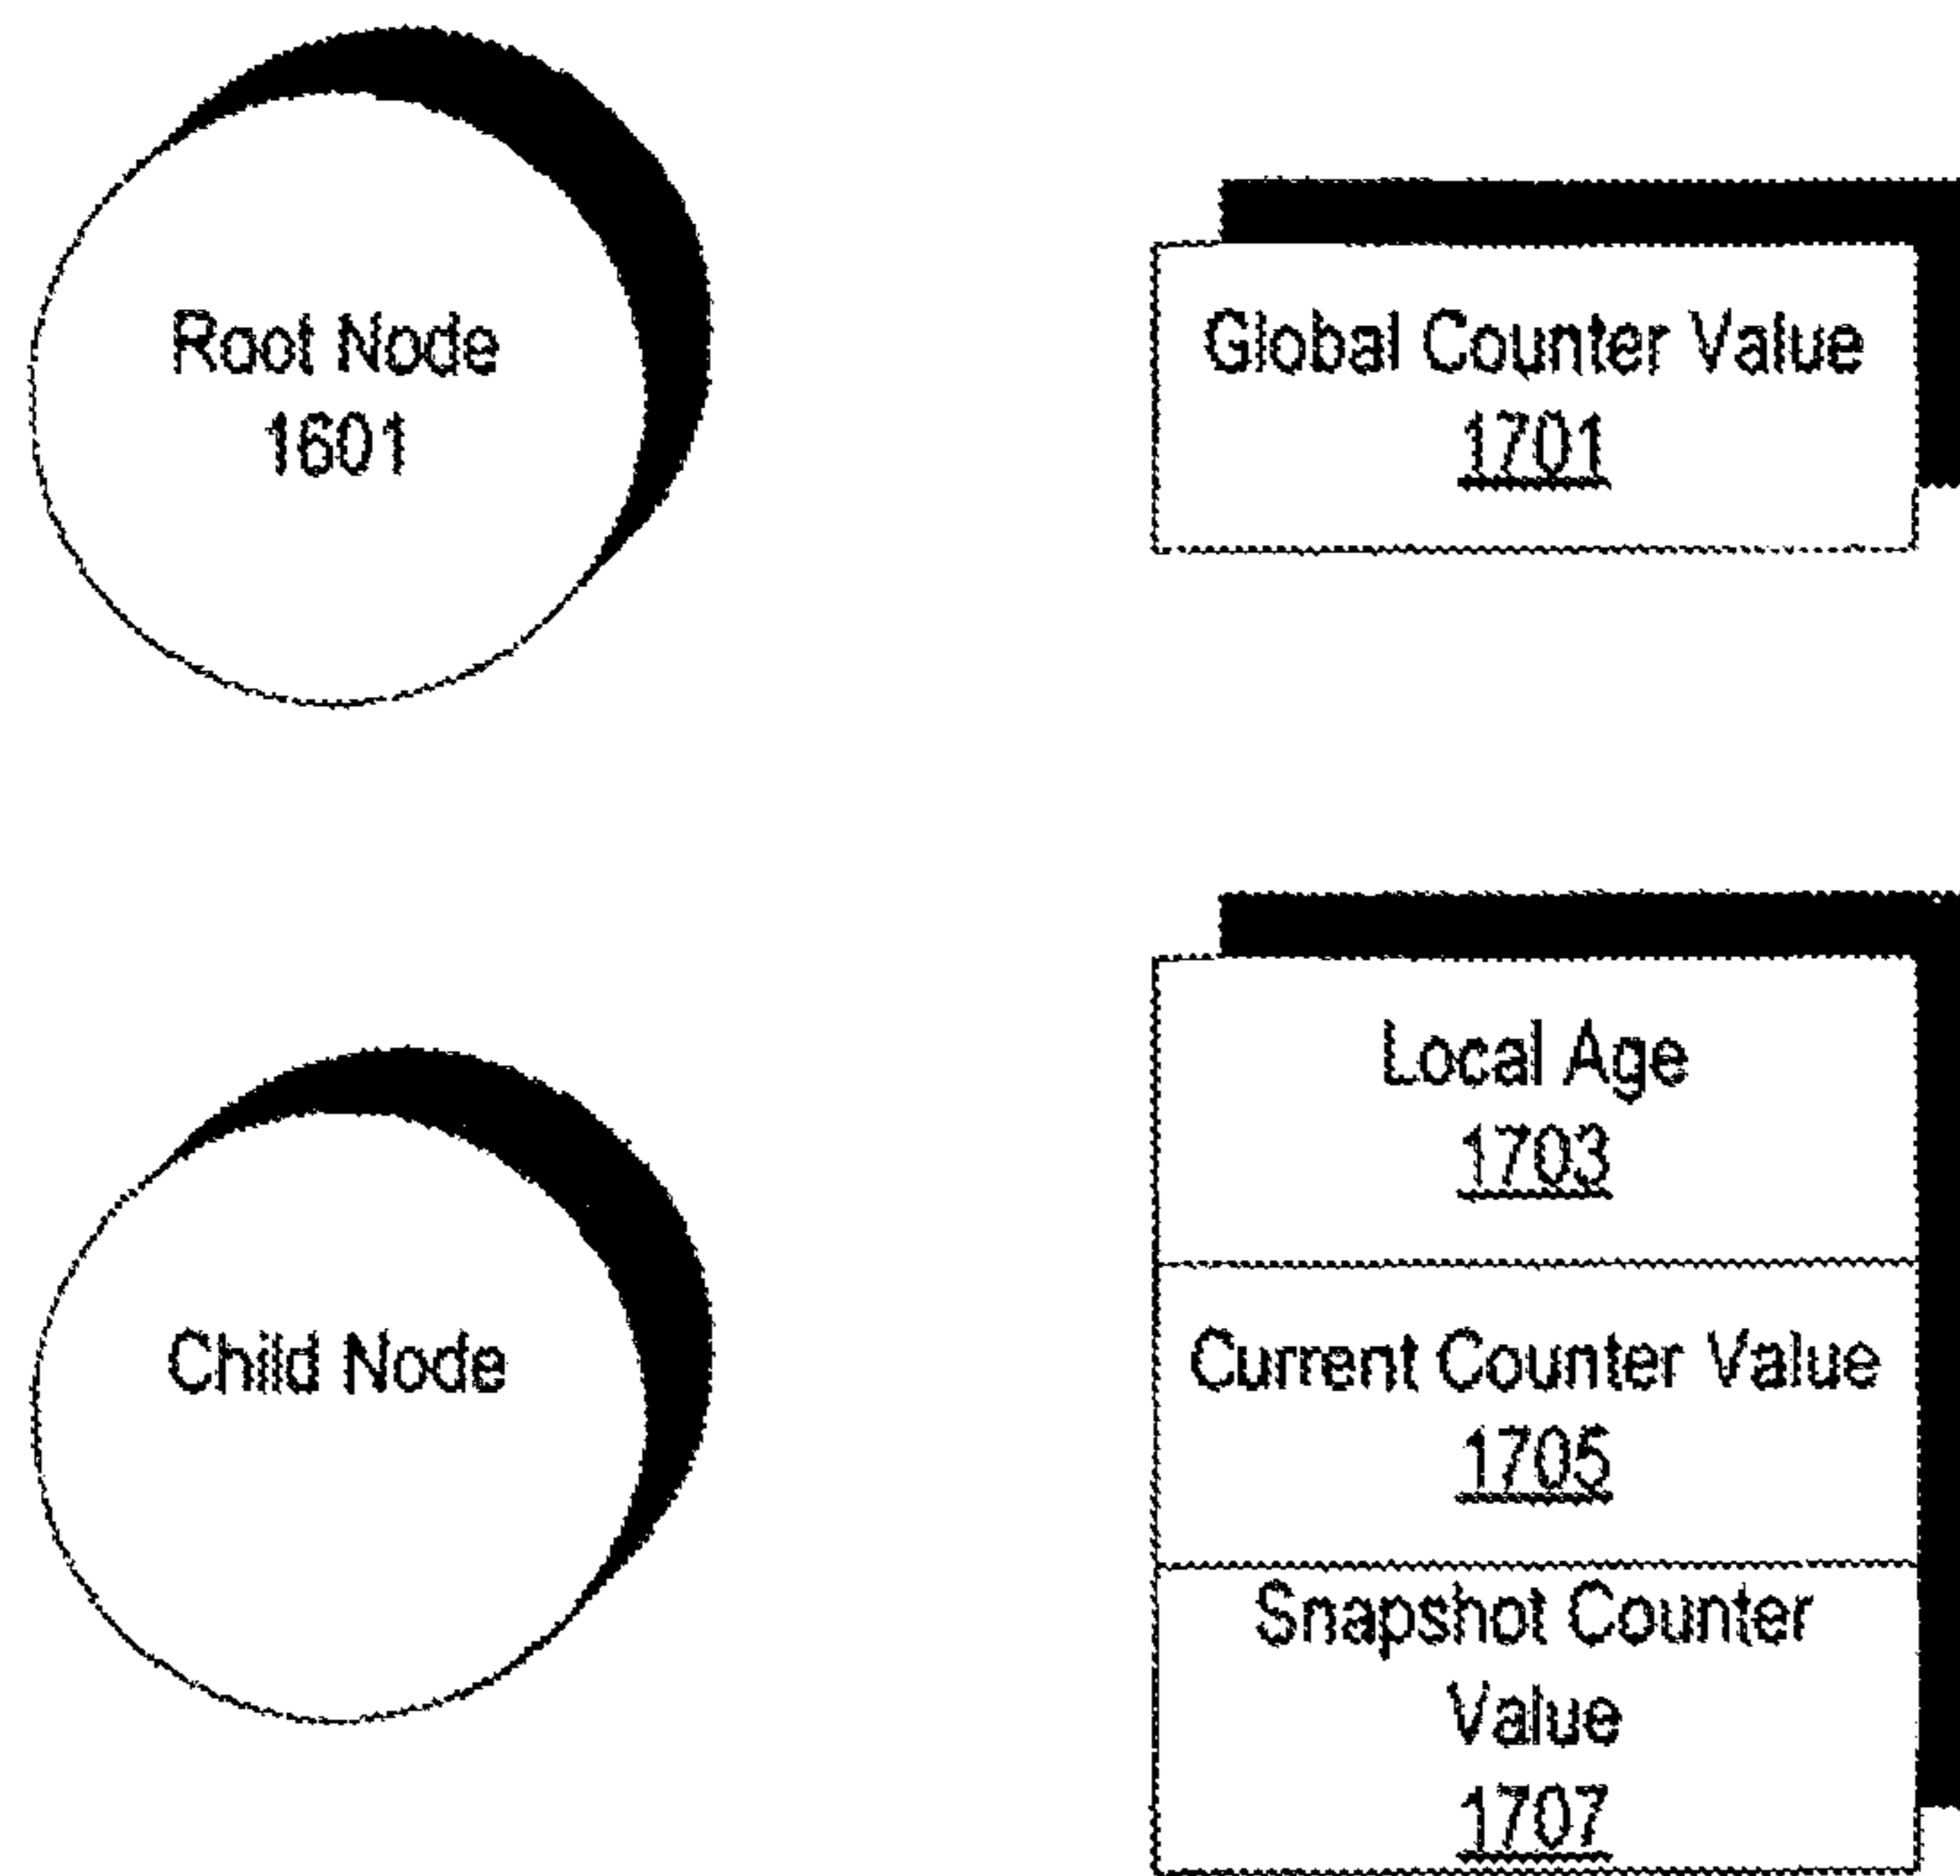 Root Node
1601
Global Counter Value
1701
Local Age
1703
Child Node
Current Counter Value
1705
Snapshot Counter
Value
1707